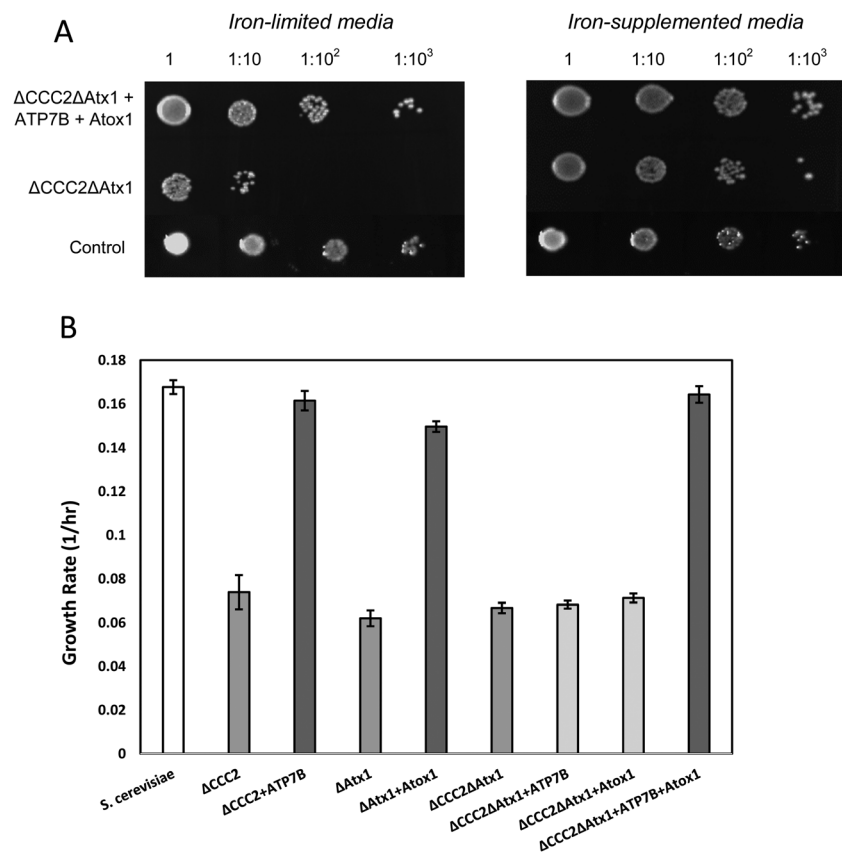 A
Iron-limited media
Iron-supplemented media
1 1:10 1:10² 1:10³
1 1:10 1:10² 1:10³
ΔCCC2ΔAtx1 +
ATP7B + Atox1
ΔCCC2ΔAtx1
Control
B
0.18
0.16
0.14
0.12
0.1
0.08
0.06
0.04
0.02
0
Growth Rate (1/hr)
S. cerevisiae
ΔCCC2
ΔCCC2+ATP7B
ΔAtx1
ΔAtx1+Atox1
ΔCCC2ΔAtx1
ΔCCC2ΔAtx1+ATP7B
ΔCCC2ΔAtx1+Atox1
ΔCCC2ΔAtx1+ATP7B+Atox1